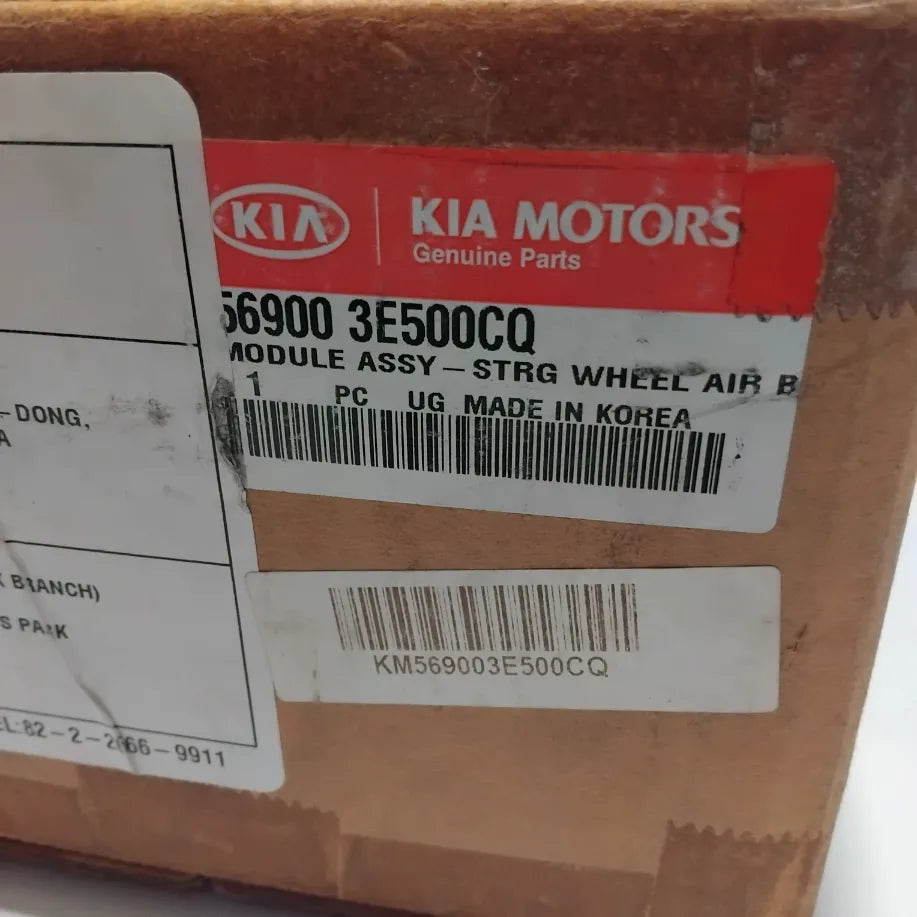 KIA
KIA MOTORS
Genuine Parts
56900 3E500CQ
MODULE ASSY-STRG WHEEL AIR B
1 PC UG MADE IN KOREA
KM569003E500CQ
-DONG,
A
BRANCH)
S PARK
EL:82-2-2666-9911